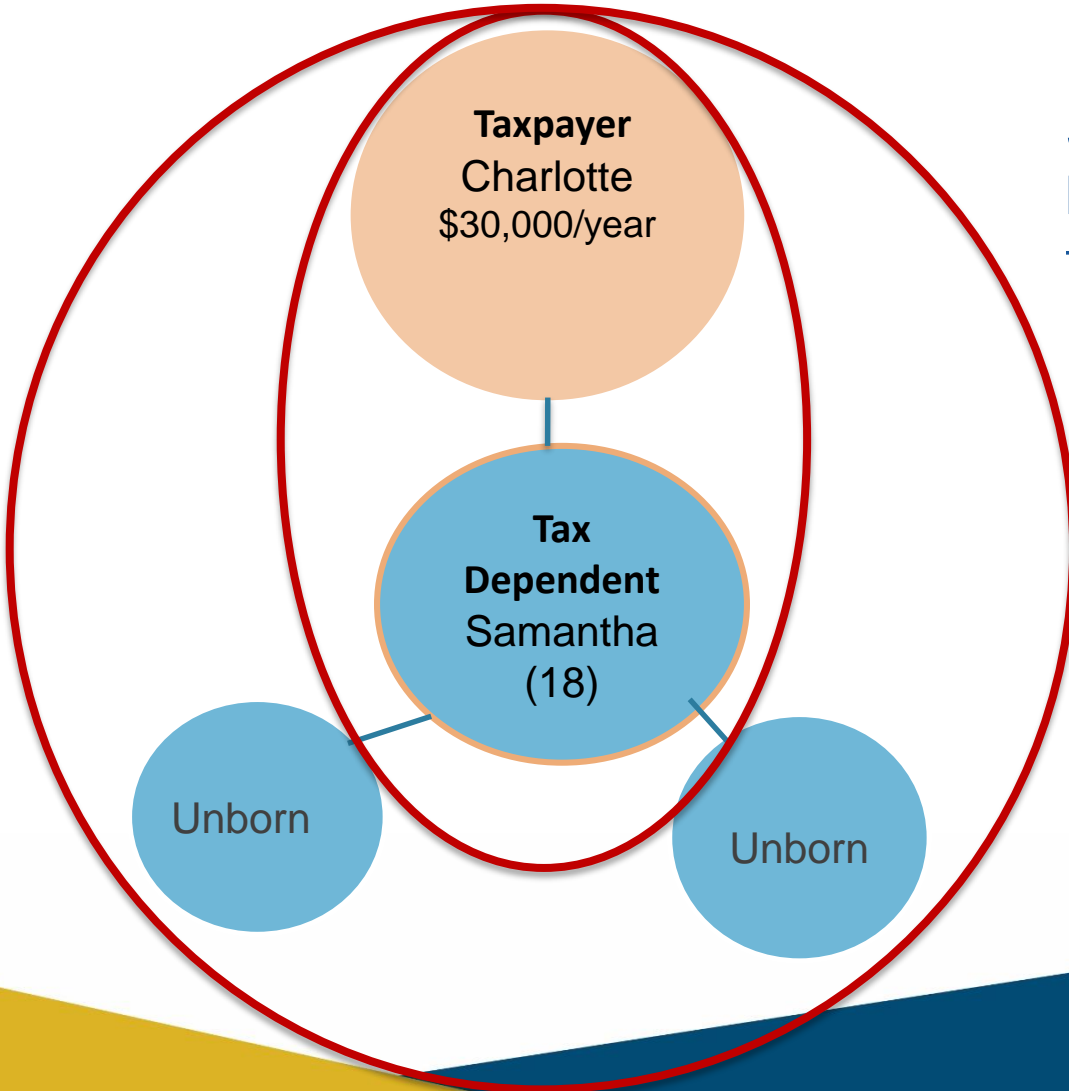 Taxpayer
Charlotte
$30,000/year
Tax
Dependent
Samantha
(18)
Unborn
Unborn